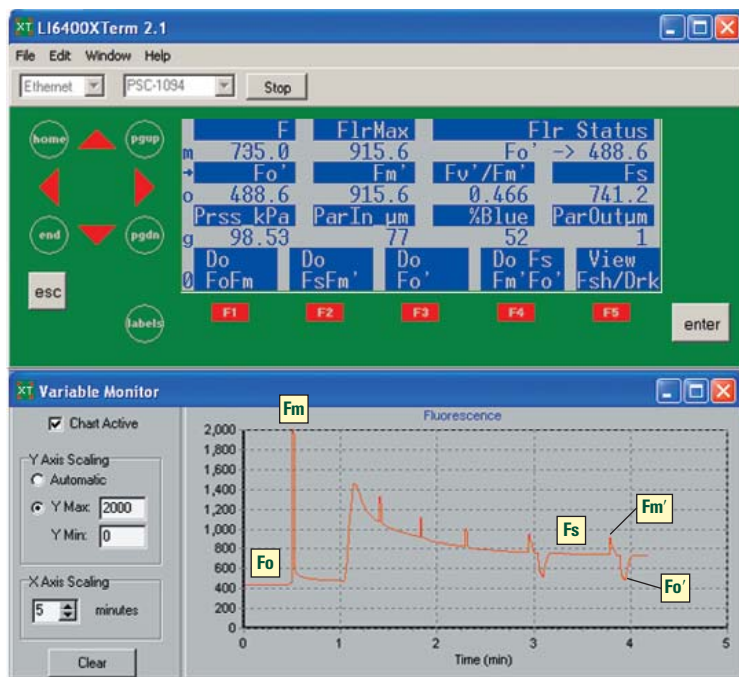 XT LI6400XTerm 2.1
File Edit Window Help
Ethernet PSC-1094 Stop
home pgup
end pgdn
esc
labels
F FlrMax Flr Status
m 735.0 915.6 Fo' -> 488.6
→ Fo' Fm' Fv'/Fm' Fs
o 488.6 915.6 0.466 741.2
Prss kPa ParIn µm %Blue ParOutµm
g 98.53 77 52 1
Do Do Do Do Fs View
0 FoFm FsFm' Fo' Fm'Fo' Fsh/Drk
F1 F2 F3 F4 F5
enter
XT Variable Monitor
Chart Active
Y Axis Scaling
Automatic
Y Max: 2000
Y Min: 0
X Axis Scaling
5 minutes
Clear
Fluorescence
2,000
1,800
1,600
1,400
1,200
1,000
800
600
400
200
0
Fm
Fo
Fs
Fm'
Fo'
0 1 2 3 4 5
Time (min)